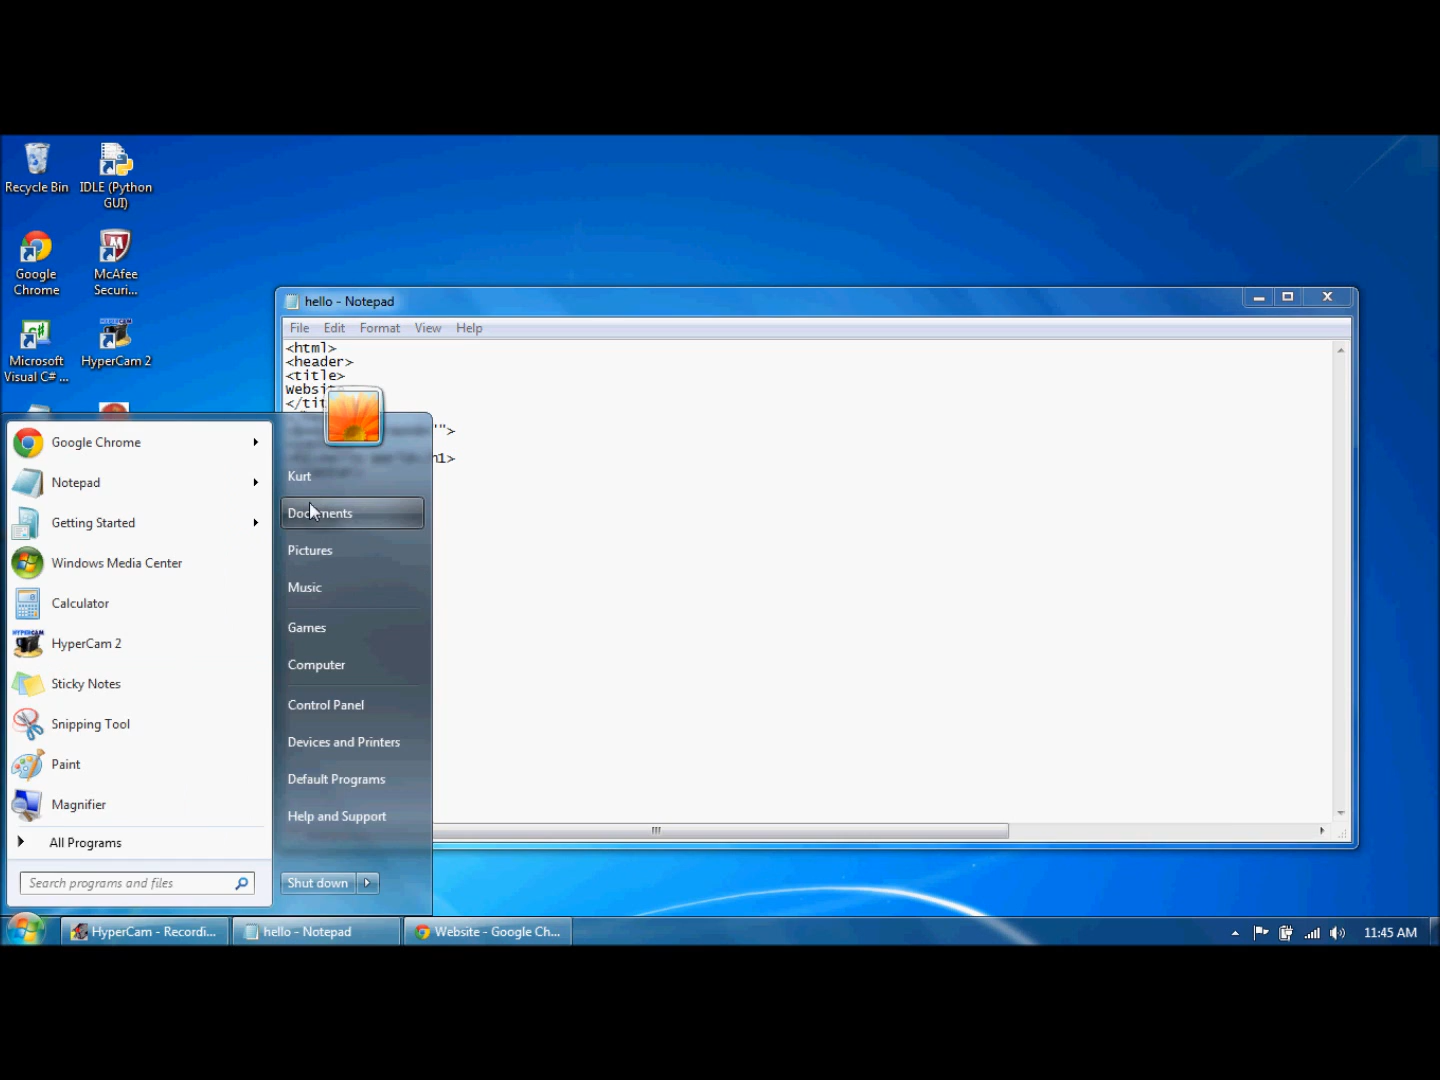 Recycle Bin
IDLE (Python
GUI)
Google
Chrome
McAfee
Securi...
Microsoft
Visual C# ...
HyperCam 2
hello - Notepad
File Edit Format View Help
<html>
<header>
<title>
</tit
">
h1>
Google Chrome
Notepad
Getting Started
Windows Media Center
Calculator
HyperCam 2
Sticky Notes
Snipping Tool
Paint
Magnifier
All Programs
Search programs and files
Kurt
Documents
Pictures
Music
Games
Computer
Control Panel
Devices and Printers
Default Programs
Help and Support
Shut down
HyperCam - Recordi...
hello - Notepad
Website - Google Ch...
11:45 AM